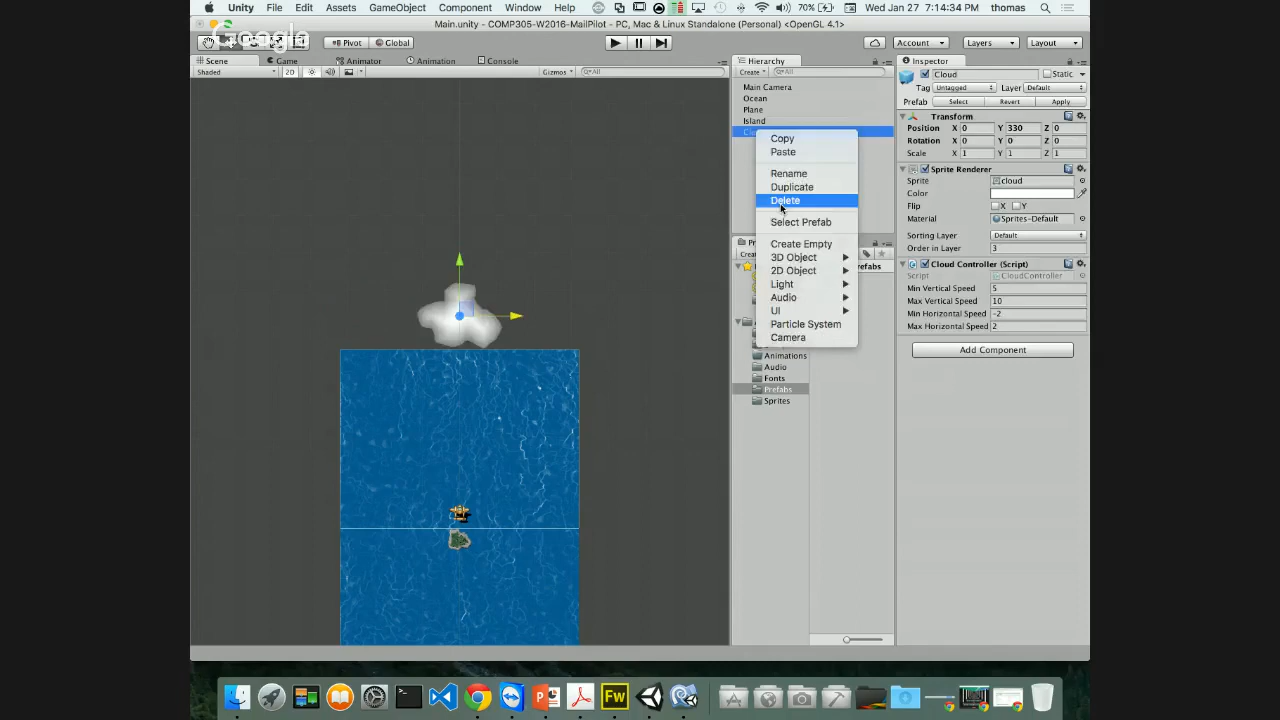 Unity File Edit Assets GameObject Component Window Help 70% Wed Jan 27 7:14:34 PM thomas
Main.unity - COMP305-W2016-MailPilot - PC, Mac & Linux Standalone (Personal) <OpenGL 4.1>
Google
Pivot Global Account Layers Layout
Scene Game Animator Animation Console
Shaded 2D Gizmos All
Hierarchy
Create All
Main Camera
Ocean
Plane
Island
Copy
Paste
Rename
Duplicate
Delete
Select Prefab
Create Empty
3D Object
2D Object
Light
Audio
UI
Particle System
Camera
Animations
Audio
Fonts
Prefabs
Sprites
Inspector
Cloud Static
Tag Untagged Layer Default
Prefab Select Revert Apply
Transform
Position X 0 Y 330 Z 0
Rotation X 0 Y 0 Z 0
Scale X 1 Y 1 Z 1
Sprite Renderer
Sprite cloud
Color
Flip X Y
Material Sprites-Default
Sorting Layer Default
Order in Layer 3
Cloud Controller (Script)
Script CloudController
Min Vertical Speed 5
Max Vertical Speed 10
Min Horizontal Speed -2
Max Horizontal Speed 2
Add Component
Fw